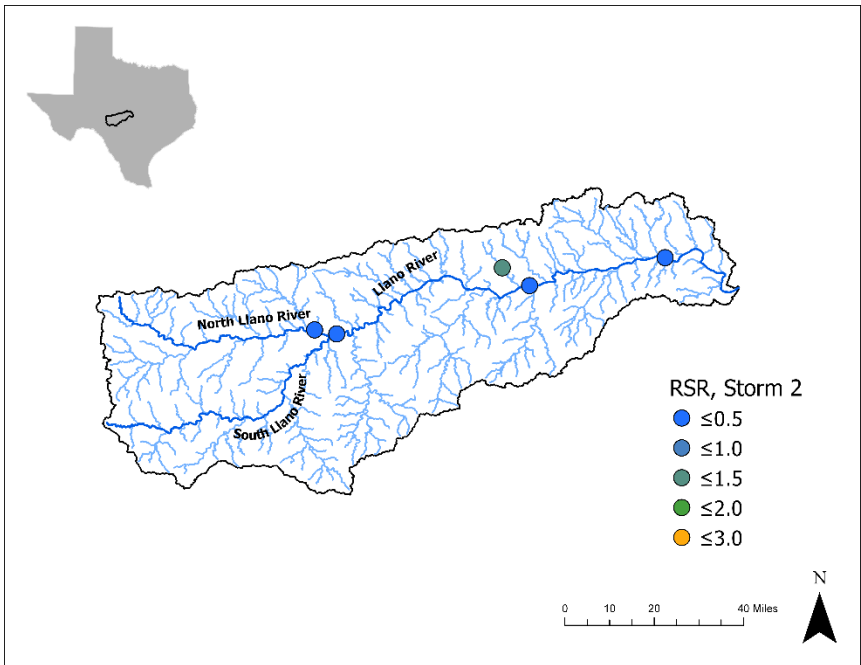 Llano River
North Llano River
South Llano River
RSR, Storm 2
≤0.5
≤1.0
≤1.5
≤2.0
≤3.0
N
0 10 20 40 Miles